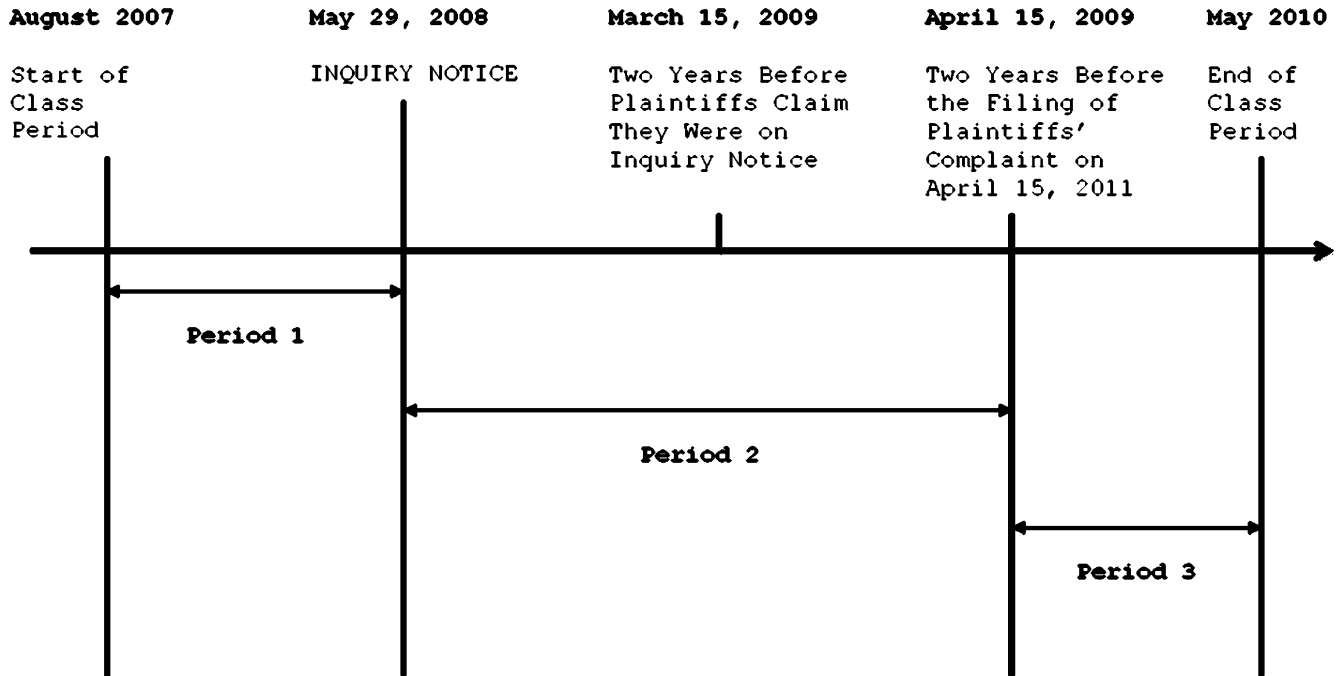 August 2007
Start of
Class
Period
May 29, 2008
INQUIRY NOTICE
March 15, 2009
Two Years Before
Plaintiffs Claim
They Were on
Inquiry Notice
April 15, 2009
Two Years Before
the Filing of
Plaintiffs'
Complaint on
April 15, 2011
May 2010
End of
Class
Period
Period 1
Period 2
Period 3